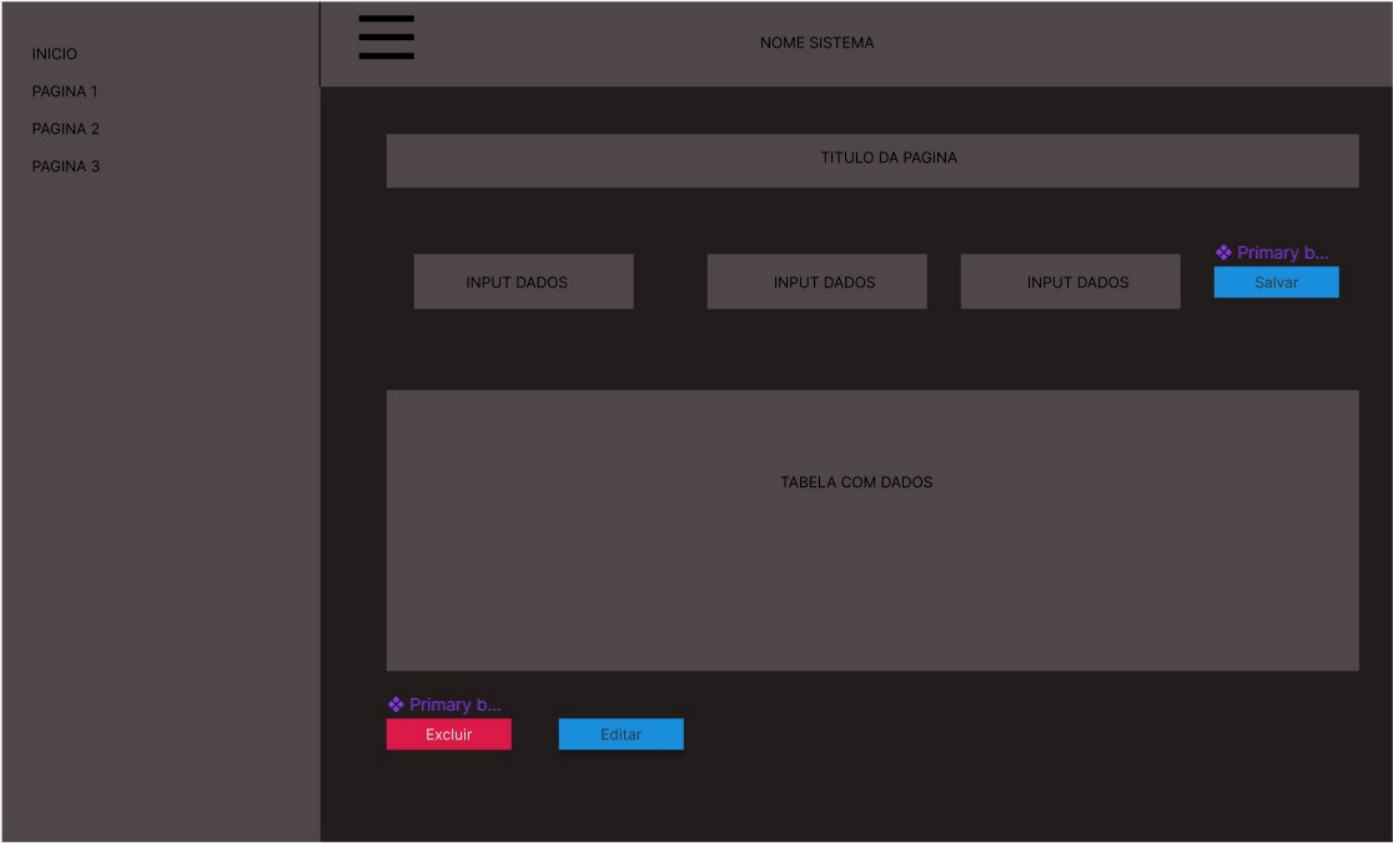 INICIO
PAGINA 1
PAGINA 2
PAGINA 3
NOME SISTEMA
TITULO DA PAGINA
INPUT DADOS
INPUT DADOS
INPUT DADOS
Primary b...
Salvar
TABELA COM DADOS
Primary b...
Excluir
Editar